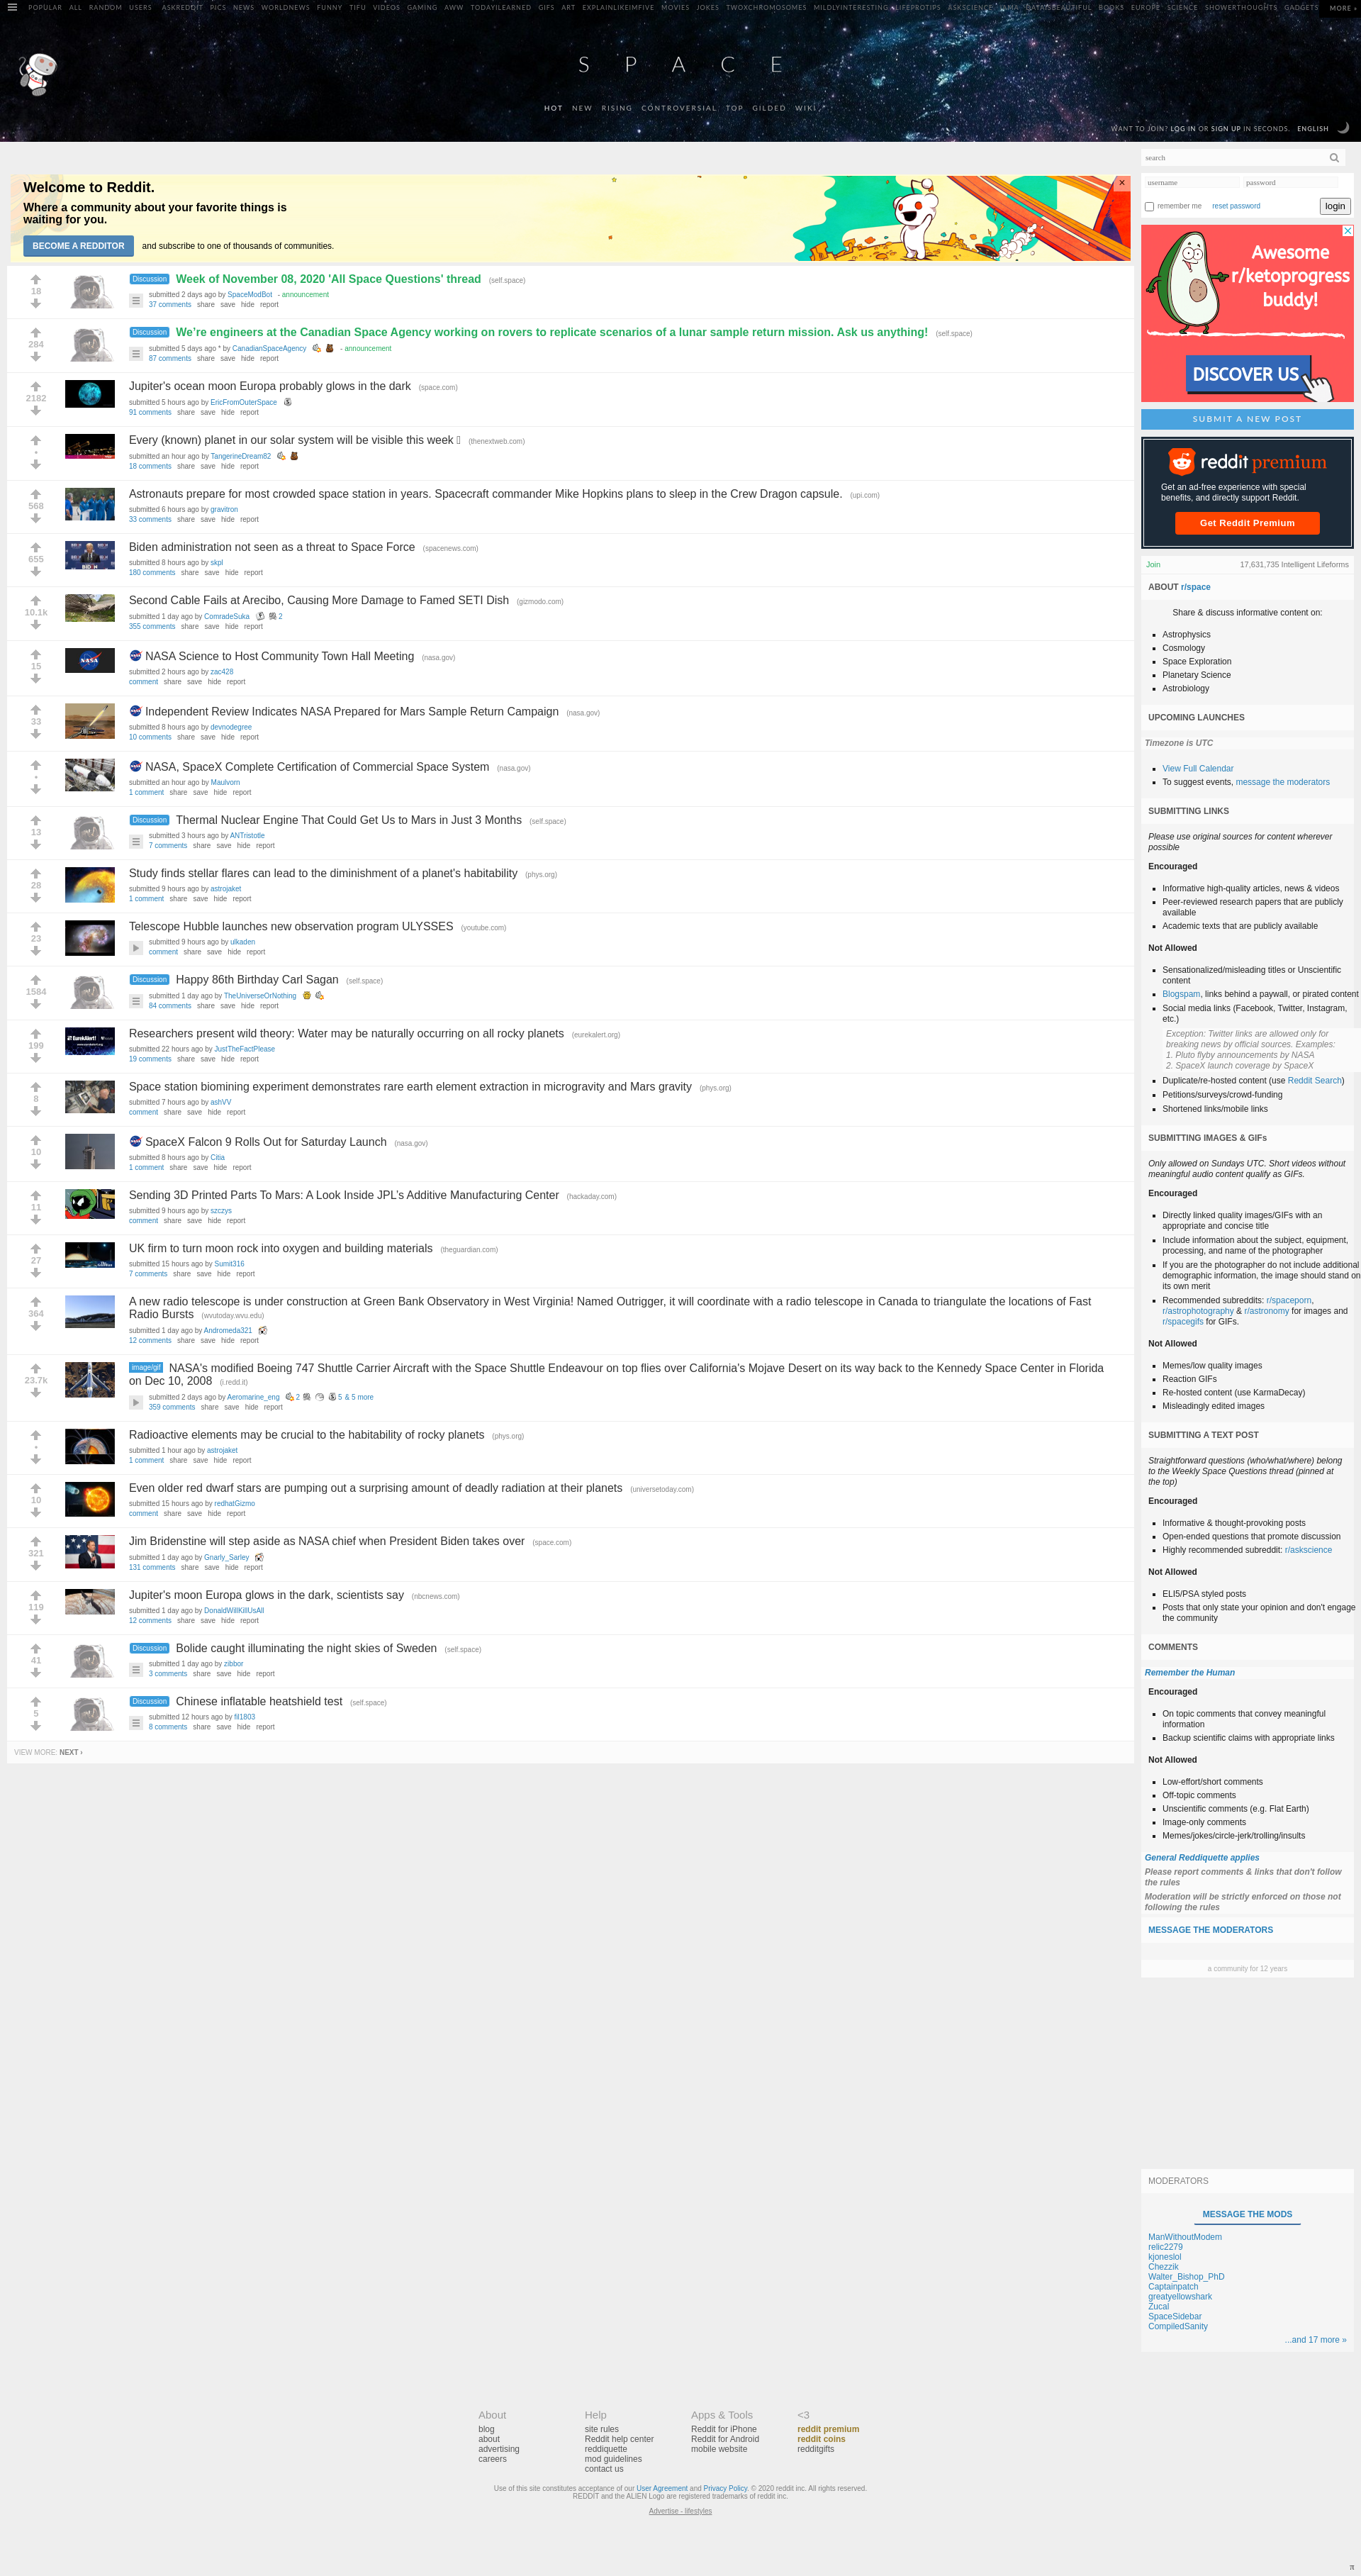 POPULAR ALL RANDOM USERS ASKREDDIT PICS NEWS WORLDNEWS FUNNY TIFU VIDEOS GAMING AWW TODAYILEARNED GIFS ART EXPLAINLIKEIMFIVE MOVIES JOKES TWOXCHROMOSOMES MILDLYINTERESTING LIFEPROTIPS ASKSCIENCE IAMA DATAISBEAUTIFUL BOOKS EUROPE SCIENCE SHOWERTHOUGHTS GADGETS MORE »
SPACE
HOT NEW RISING CONTROVERSIAL TOP GILDED WIKI
WANT TO JOIN? LOG IN OR SIGN UP IN SECONDS. ENGLISH
Welcome to Reddit.
Where a community about your favorite things is
waiting for you.
BECOME A REDDITOR and subscribe to one of thousands of communities.
×
18
Discussion Week of November 08, 2020 'All Space Questions' thread (self.space)
submitted 2 days ago by SpaceModBot - announcement
37 comments share save hide report
284
Discussion We're engineers at the Canadian Space Agency working on rovers to replicate scenarios of a lunar sample return mission. Ask us anything! (self.space)
submitted 5 days ago * by CanadianSpaceAgency - announcement
87 comments share save hide report
2182
Jupiter's ocean moon Europa probably glows in the dark (space.com)
submitted 5 hours ago by EricFromOuterSpace
91 comments share save hide report
•
Every (known) planet in our solar system will be visible this week (thenextweb.com)
submitted an hour ago by TangerineDream82
18 comments share save hide report
568
Astronauts prepare for most crowded space station in years. Spacecraft commander Mike Hopkins plans to sleep in the Crew Dragon capsule. (upi.com)
submitted 6 hours ago by gravitron
33 comments share save hide report
655
Biden administration not seen as a threat to Space Force (spacenews.com)
submitted 8 hours ago by skpl
180 comments share save hide report
10.1k
Second Cable Fails at Arecibo, Causing More Damage to Famed SETI Dish (gizmodo.com)
submitted 1 day ago by ComradeSuka 2
355 comments share save hide report
15
NASA Science to Host Community Town Hall Meeting (nasa.gov)
submitted 2 hours ago by zac428
comment share save hide report
33
Independent Review Indicates NASA Prepared for Mars Sample Return Campaign (nasa.gov)
submitted 8 hours ago by devnodegree
10 comments share save hide report
•
NASA, SpaceX Complete Certification of Commercial Space System (nasa.gov)
submitted an hour ago by Maulvorn
1 comment share save hide report
13
Discussion Thermal Nuclear Engine That Could Get Us to Mars in Just 3 Months (self.space)
submitted 3 hours ago by ANTristotle
7 comments share save hide report
28
Study finds stellar flares can lead to the diminishment of a planet's habitability (phys.org)
submitted 9 hours ago by astrojaket
1 comment share save hide report
23
Telescope Hubble launches new observation program ULYSSES (youtube.com)
submitted 9 hours ago by ulkaden
comment share save hide report
1584
Discussion Happy 86th Birthday Carl Sagan (self.space)
submitted 1 day ago by TheUniverseOrNothing
84 comments share save hide report
199
Researchers present wild theory: Water may be naturally occurring on all rocky planets (eurekalert.org)
submitted 22 hours ago by JustTheFactPlease
19 comments share save hide report
8
Space station biomining experiment demonstrates rare earth element extraction in microgravity and Mars gravity (phys.org)
submitted 7 hours ago by ashVV
comment share save hide report
10
SpaceX Falcon 9 Rolls Out for Saturday Launch (nasa.gov)
submitted 8 hours ago by Citia
1 comment share save hide report
11
Sending 3D Printed Parts To Mars: A Look Inside JPL's Additive Manufacturing Center (hackaday.com)
submitted 9 hours ago by szczys
comment share save hide report
27
UK firm to turn moon rock into oxygen and building materials (theguardian.com)
submitted 15 hours ago by Sumit316
7 comments share save hide report
364
A new radio telescope is under construction at Green Bank Observatory in West Virginia! Named Outrigger, it will coordinate with a radio telescope in Canada to triangulate the locations of Fast
Radio Bursts (wvutoday.wvu.edu)
submitted 1 day ago by Andromeda321
12 comments share save hide report
23.7k
image/gif NASA's modified Boeing 747 Shuttle Carrier Aircraft with the Space Shuttle Endeavour on top flies over California's Mojave Desert on its way back to the Kennedy Space Center in Florida
on Dec 10, 2008 (i.redd.it)
submitted 2 days ago by Aeromarine_eng 2 5 & 5 more
359 comments share save hide report
•
Radioactive elements may be crucial to the habitability of rocky planets (phys.org)
submitted 1 hour ago by astrojaket
1 comment share save hide report
10
Even older red dwarf stars are pumping out a surprising amount of deadly radiation at their planets (universetoday.com)
submitted 15 hours ago by redhatGizmo
comment share save hide report
321
Jim Bridenstine will step aside as NASA chief when President Biden takes over (space.com)
submitted 1 day ago by Gnarly_Sarley
131 comments share save hide report
119
Jupiter's moon Europa glows in the dark, scientists say (nbcnews.com)
submitted 1 day ago by DonaldWillKillUsAll
12 comments share save hide report
41
Discussion Bolide caught illuminating the night skies of Sweden (self.space)
submitted 1 day ago by zibbor
3 comments share save hide report
5
Discussion Chinese inflatable heatshield test (self.space)
submitted 12 hours ago by fil1803
8 comments share save hide report
VIEW MORE: NEXT ›
search
username password
remember me reset password login
Awesome
r/ketoprogress
buddy!
DISCOVER US
SUBMIT A NEW POST
reddit premium
Get an ad-free experience with special
benefits, and directly support Reddit.
Get Reddit Premium
Join 17,631,735 Intelligent Lifeforms
ABOUT r/space
Share & discuss informative content on:
Astrophysics
Cosmology
Space Exploration
Planetary Science
Astrobiology
UPCOMING LAUNCHES
Timezone is UTC
View Full Calendar
To suggest events, message the moderators
SUBMITTING LINKS
Please use original sources for content wherever
possible
Encouraged
Informative high-quality articles, news & videos
Peer-reviewed research papers that are publicly
available
Academic texts that are publicly available
Not Allowed
Sensationalized/misleading titles or Unscientific
content
Blogspam, links behind a paywall, or pirated content
Social media links (Facebook, Twitter, Instagram,
etc.)
Exception: Twitter links are allowed only for
breaking news by official sources. Examples:
1. Pluto flyby announcements by NASA
2. SpaceX launch coverage by SpaceX
Duplicate/re-hosted content (use Reddit Search)
Petitions/surveys/crowd-funding
Shortened links/mobile links
SUBMITTING IMAGES & GIFs
Only allowed on Sundays UTC. Short videos without
meaningful audio content qualify as GIFs.
Encouraged
Directly linked quality images/GIFs with an
appropriate and concise title
Include information about the subject, equipment,
processing, and name of the photographer
If you are the photographer do not include additional
demographic information, the image should stand on
its own merit
Recommended subreddits: r/spaceporn,
r/astrophotography & r/astronomy for images and
r/spacegifs for GIFs.
Not Allowed
Memes/low quality images
Reaction GIFs
Re-hosted content (use KarmaDecay)
Misleadingly edited images
SUBMITTING A TEXT POST
Straightforward questions (who/what/where) belong
to the Weekly Space Questions thread (pinned at
the top)
Encouraged
Informative & thought-provoking posts
Open-ended questions that promote discussion
Highly recommended subreddit: r/askscience
Not Allowed
ELI5/PSA styled posts
Posts that only state your opinion and don't engage
the community
COMMENTS
Remember the Human
Encouraged
On topic comments that convey meaningful
information
Backup scientific claims with appropriate links
Not Allowed
Low-effort/short comments
Off-topic comments
Unscientific comments (e.g. Flat Earth)
Image-only comments
Memes/jokes/circle-jerk/trolling/insults
General Reddiquette applies
Please report comments & links that don't follow
the rules
Moderation will be strictly enforced on those not
following the rules
MESSAGE THE MODERATORS
a community for 12 years
MODERATORS
MESSAGE THE MODS
ManWithoutModem
relic2279
kjoneslol
Chezzik
Walter_Bishop_PhD
Captainpatch
greatyellowshark
Zucal
SpaceSidebar
CompiledSanity
...and 17 more »
About Help Apps & Tools <3
blog site rules Reddit for iPhone reddit premium
about Reddit help center Reddit for Android reddit coins
advertising reddiquette mobile website redditgifts
careers mod guidelines
contact us
Use of this site constitutes acceptance of our User Agreement and Privacy Policy. © 2020 reddit inc. All rights reserved.
REDDIT and the ALIEN Logo are registered trademarks of reddit inc.
Advertise - lifestyles
π